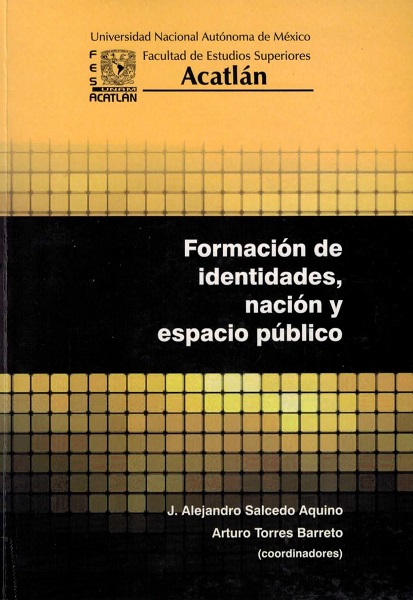 Universidad Nacional Autónoma de México
Facultad de Estudios Superiores
Acatlán
FES
UNAM
ACATLÁN
Formación de
identidades,
nación y
espacio público
J. Alejandro Salcedo Aquino
Arturo Torres Barreto
(coordinadores)